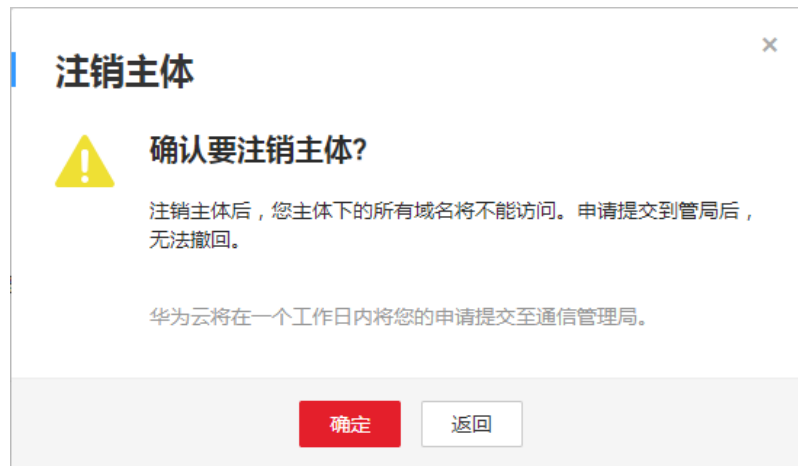 注销主体
确认要注销主体?
注销主体后，您主体下的所有域名将不能访问。申请提交到管局后，
无法撤回。
华为云将在一个工作日内将您的申请提交至通信管理局。
确定
返回